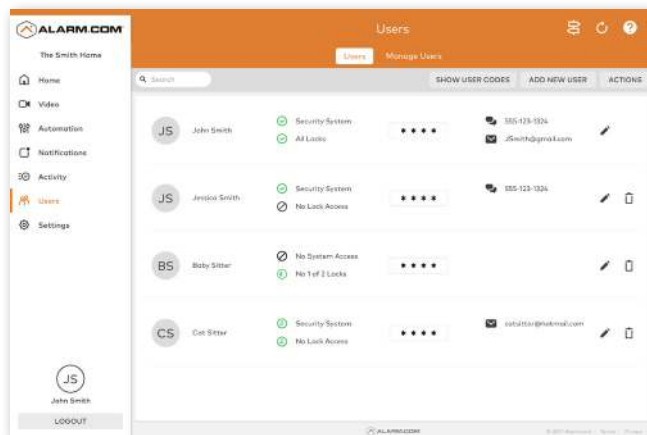 ALARM.COM
Users
The Smith Home
Users Manage Users
Search
SHOW USER CODES ADD NEW USER ACTIONS
Home
Video
Automation
Notifications
Activity
Users
Settings
JS John Smith Security System All Locks **** 555-123-1324 JSmith@gmail.com
JS Jessica Smith Security System No Lock Access **** 555-123-1324
BS Baby Sitter No System Access No 1 of 2 Locks ****
CS Cat Sitter Security System No Lock Access **** catsitter@hotmail.com
JS
John Smith
LOGOUT
ALARM.COM
Terms Privacy